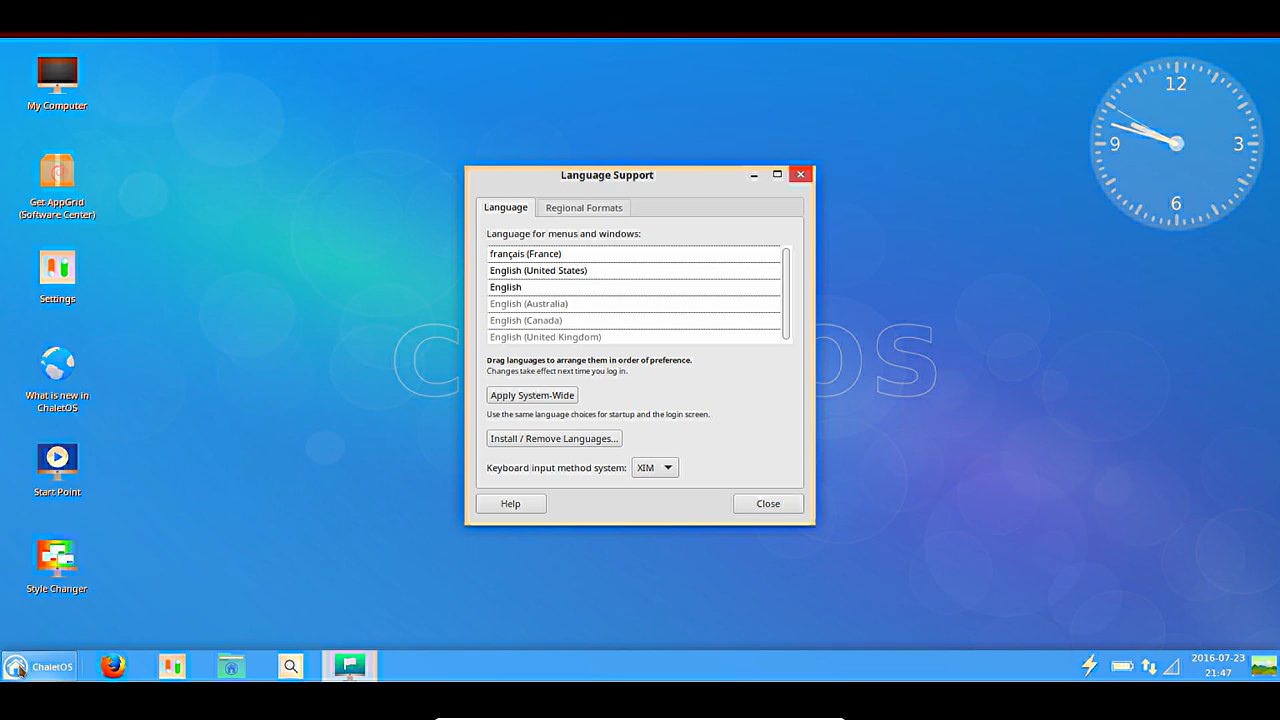 My Computer
Get AppGrid
(Software Center)
Settings
What is new in
ChaletOS
Start Point
Style Changer
12
3
6
9
C
OS
Language Support
Language
Regional Formats
Language for menus and windows:
français (France)
English (United States)
English
English (Australia)
English (Canada)
English (United Kingdom)
Drag languages to arrange them in order of preference.
Changes take effect next time you log in.
Apply System-Wide
Use the same language choices for startup and the login screen.
Install / Remove Languages...
Keyboard input method system:
XIM
Help
Close
ChaletOS
2016-07-23
21:47